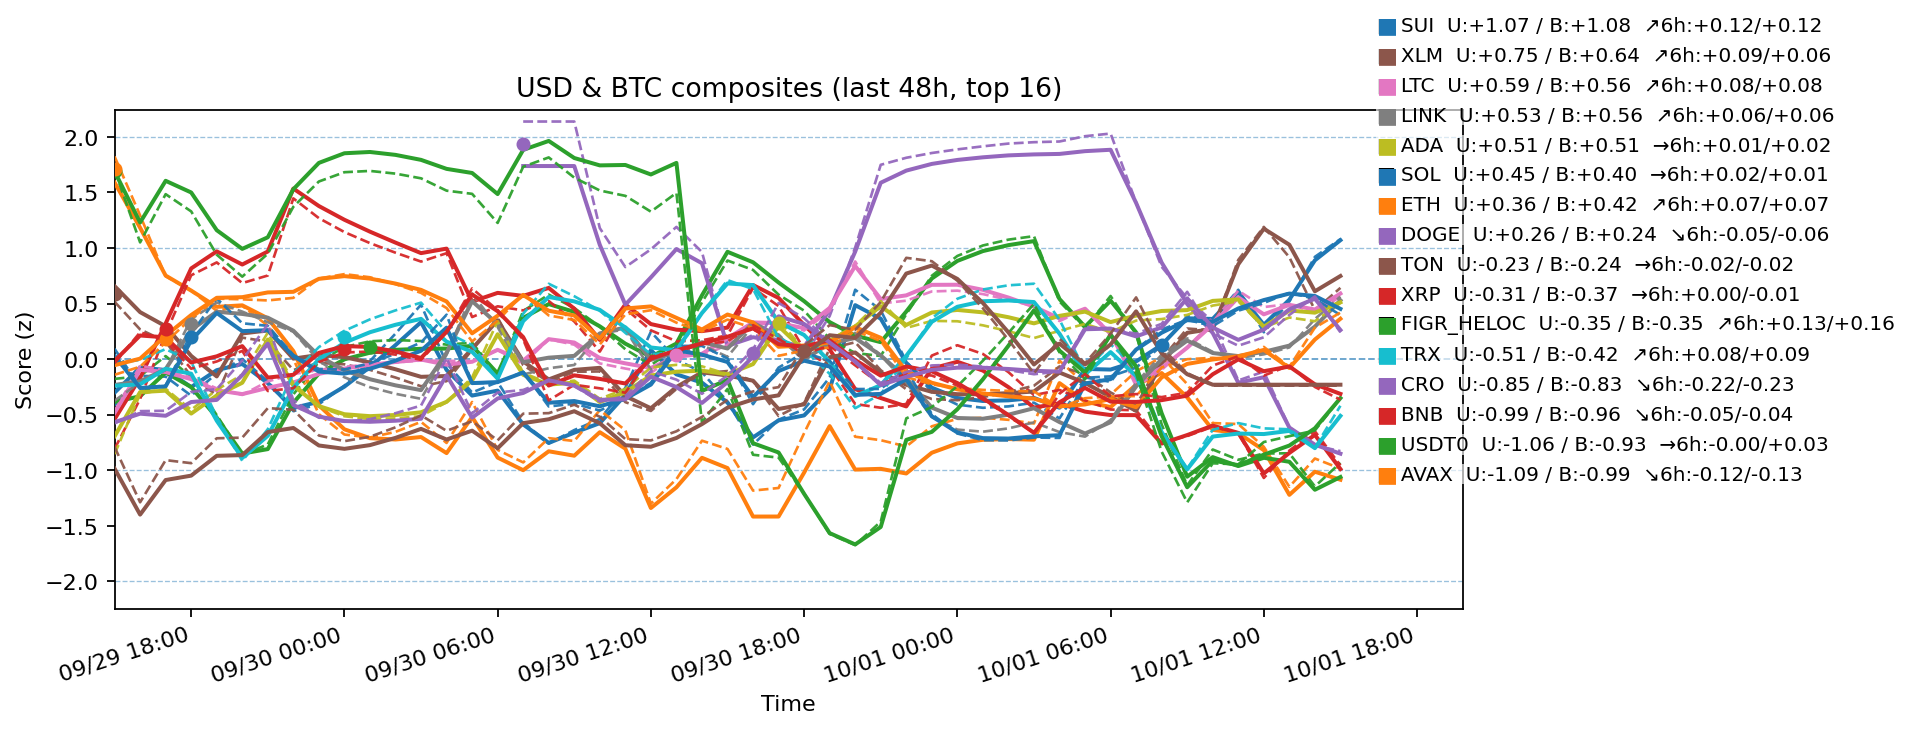 SUI U:+1.07 / B:+1.08 ↗6h:+0.12/+0.12
XLM U:+0.75 / B:+0.64 ↗6h:+0.09/+0.06
LTC U:+0.59 / B:+0.56 ↗6h:+0.08/+0.08
LINK U:+0.53 / B:+0.56 ↗6h:+0.06/+0.06
ADA U:+0.51 / B:+0.51 →6h:+0.01/+0.02
SOL U:+0.45 / B:+0.40 →6h:+0.02/+0.01
ETH U:+0.36 / B:+0.42 ↗6h:+0.07/+0.07
DOGE U:+0.26 / B:+0.24 ↘6h:-0.05/-0.06
TON U:-0.23 / B:-0.24 →6h:-0.02/-0.02
XRP U:-0.31 / B:-0.37 →6h:+0.00/-0.01
FIGR_HELOC U:-0.35 / B:-0.35 ↗6h:+0.13/+0.16
TRX U:-0.51 / B:-0.42 ↗6h:+0.08/+0.09
CRO U:-0.85 / B:-0.83 ↘6h:-0.22/-0.23
BNB U:-0.99 / B:-0.96 ↘6h:-0.05/-0.04
USDT0 U:-1.06 / B:-0.93 →6h:-0.00/+0.03
AVAX U:-1.09 / B:-0.99 ↘6h:-0.12/-0.13
USD & BTC composites (last 48h, top 16)
Score (z)
2.0
1.5
1.0
0.5
0.0
−0.5
−1.0
−1.5
−2.0
09/29 18:00
09/30 00:00
09/30 06:00
09/30 12:00
09/30 18:00
10/01 00:00
10/01 06:00
10/01 12:00
10/01 18:00
Time